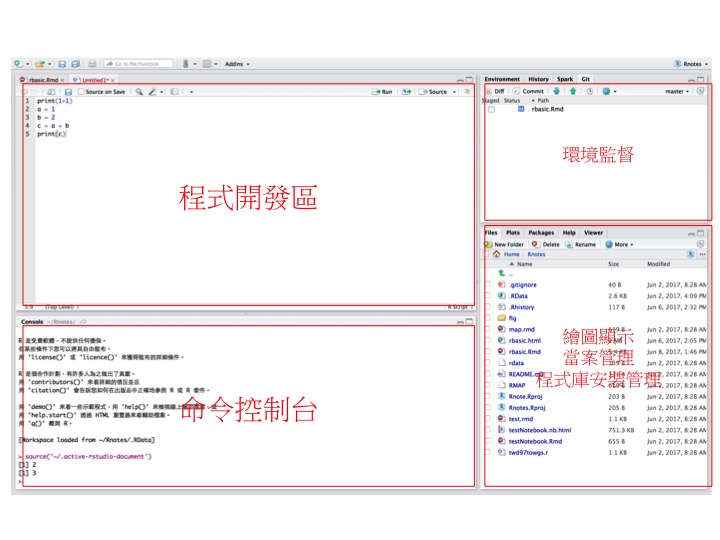 Go to file/function
Addins
Rnotes
rbasic.Rmd
Untitled1*
Source on Save
Run
Source
1 print(1+1)
2 a = 1
3 b = 2
4 c = a + b
5 print(c)
程式開發區
5:9 (Top Level)
R Script
Environment History Spark Git
Diff Commit master
Staged Status Path
M rbasic.Rmd
環境監督
Console ~/Rnotes/
R 是免費軟體，不提供任何擔保。
在某些條件下您可以將其自由散布。
用 'license()' 或 'licence()' 來獲得散布的詳細條件。
R 是個合作計劃，有許多人為之做出了貢獻。
用 'contributors()' 來看詳細的情況並且
用 'citation()' 會告訴您如何在出版品中正確地參照 R 或 R 套件。
用 'demo()' 來看一些示範程式，用 'help()' 來檢視線上
用 'help.start()' 透過 HTML 瀏覽器來看輔助檔案。
用 'q()' 離開 R。
命令控制台
[Workspace loaded from ~/Rnotes/.RData]
> source('~/.active-rstudio-document')
[1] 2
[1] 3
>
Files Plots Packages Help Viewer
New Folder Delete Rename More
Home Rnotes
Name Size Modified
..
.gitignore 40 B Jun 2, 2017, 8:28 AM
.RData 2.6 KB Jun 2, 2017, 4:09 PM
.Rhistory 117 B Jun 6, 2017, 2:32 PM
fig
map.rmd Jun 2, 2017, 8:28 AM
rbasic.html Jun 6, 2017, 2:05 PM
rbasic.Rmd Jun 8, 2017, 1:46 PM
rdata Jun 2, 2017, 8:28 AM
README.md Jun 2, 2017, 8:28 AM
RMAP Jun 2, 2017, 8:28 AM
Rnote.Rproj 203 B Jun 2, 2017, 8:28 AM
Rnotes.Rproj 205 B Jun 2, 2017, 8:28 AM
test.rmd 1.1 KB Jun 2, 2017, 8:28 AM
testNotebook.nb.html 751.3 KB Jun 2, 2017, 8:28 AM
testNotebook.Rmd 655 B Jun 2, 2017, 8:28 AM
twd97towgs.r 1.1 KB Jun 2, 2017, 8:28 AM
繪圖顯示
當案管理
程式庫安裝管理